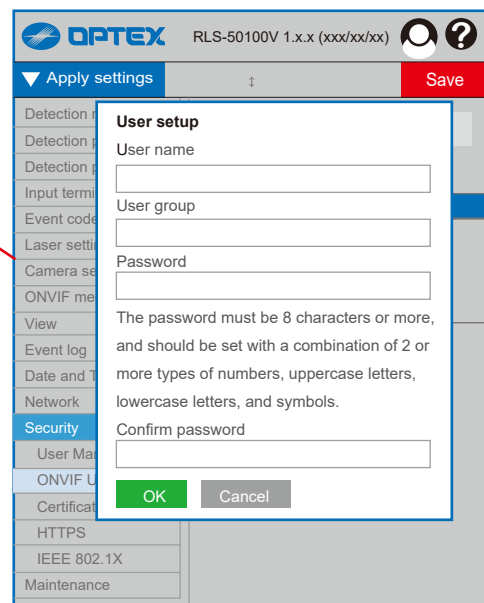 OPTEX RLS-50100V 1.x.x (xxx/xx/xx)
Apply settings Save
Detection
Detection
Detection
Input termi
Event code
Laser setti
Camera se
ONVIF me
View
Event log
Date and T
Network
Security
User Ma
ONVIF U
Certificat
HTTPS
IEEE 802.1X
Maintenance
User setup
User name
User group
Password
The password must be 8 characters or more,
and should be set with a combination of 2 or
more types of numbers, uppercase letters,
lowercase letters, and symbols.
Confirm password
OK Cancel